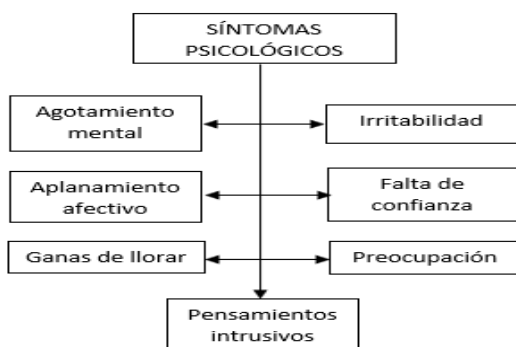 SÍNTOMAS
PSICOLÓGICOS
Agotamiento
mental
Irritabilidad
Aplanamiento
afectivo
Falta de
confianza
Ganas de llorar
Preocupación
Pensamientos
intrusivos